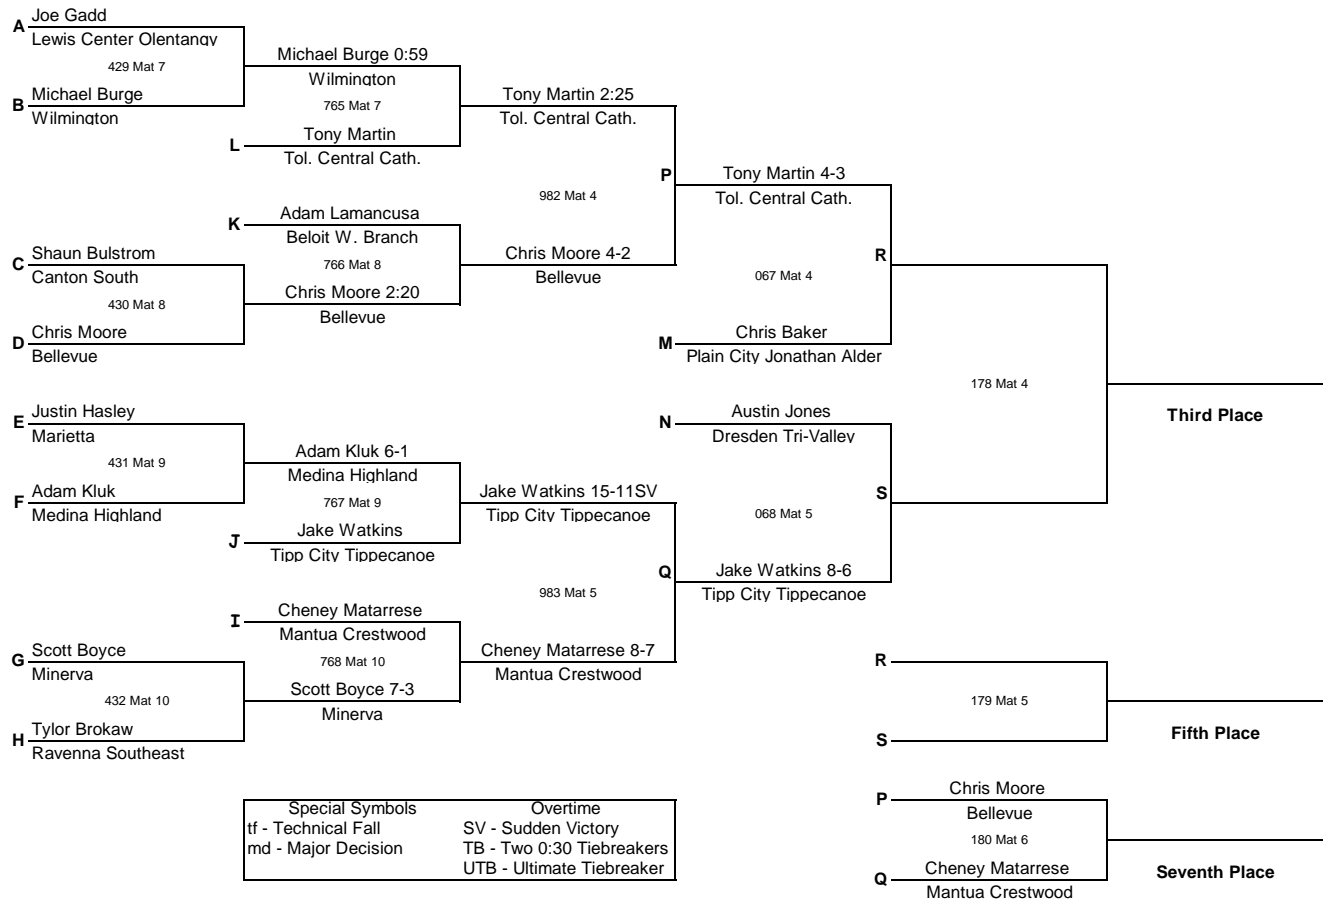 A Joe Gadd
Lewis Center Olentangy
429 Mat 7
B Michael Burge
Wilmington
Michael Burge 0:59
Wilmington
765 Mat 7
L Tony Martin
Tol. Central Cath.
Tony Martin 2:25
Tol. Central Cath.
982 Mat 4
P
K Adam Lamancusa
Beloit W. Branch
766 Mat 8
C Shaun Bulstrom
Canton South
430 Mat 8
D Chris Moore
Bellevue
Chris Moore 2:20
Bellevue
Chris Moore 4-2
Bellevue
Tony Martin 4-3
Tol. Central Cath.
067 Mat 4
R
M Chris Baker
Plain City Jonathan Alder
178 Mat 4
Third Place
E Justin Hasley
Marietta
431 Mat 9
F Adam Kluk
Medina Highland
Adam Kluk 6-1
Medina Highland
767 Mat 9
J Jake Watkins
Tipp City Tippecanoe
Jake Watkins 15-11SV
Tipp City Tippecanoe
983 Mat 5
Q
N Austin Jones
Dresden Tri-Valley
068 Mat 5
S
Jake Watkins 8-6
Tipp City Tippecanoe
I Cheney Matarrese
Mantua Crestwood
768 Mat 10
G Scott Boyce
Minerva
432 Mat 10
H Tylor Brokaw
Ravenna Southeast
Scott Boyce 7-3
Minerva
Cheney Matarrese 8-7
Mantua Crestwood
R
179 Mat 5
S
Fifth Place
P Chris Moore
Bellevue
180 Mat 6
Q Cheney Matarrese
Mantua Crestwood
Seventh Place
Special Symbols
tf - Technical Fall
md - Major Decision
Overtime
SV - Sudden Victory
TB - Two 0:30 Tiebreakers
UTB - Ultimate Tiebreaker